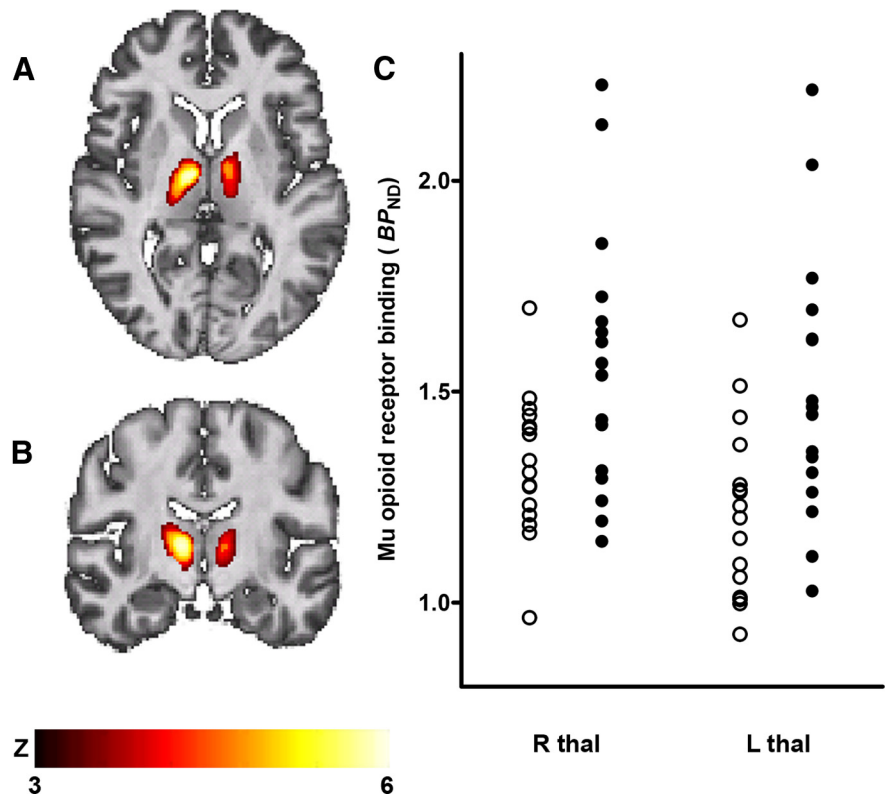 A
B
Z
3 6
C
Mu opioid receptor binding ( BPND)
2.0
1.5
1.0
R thal L thal